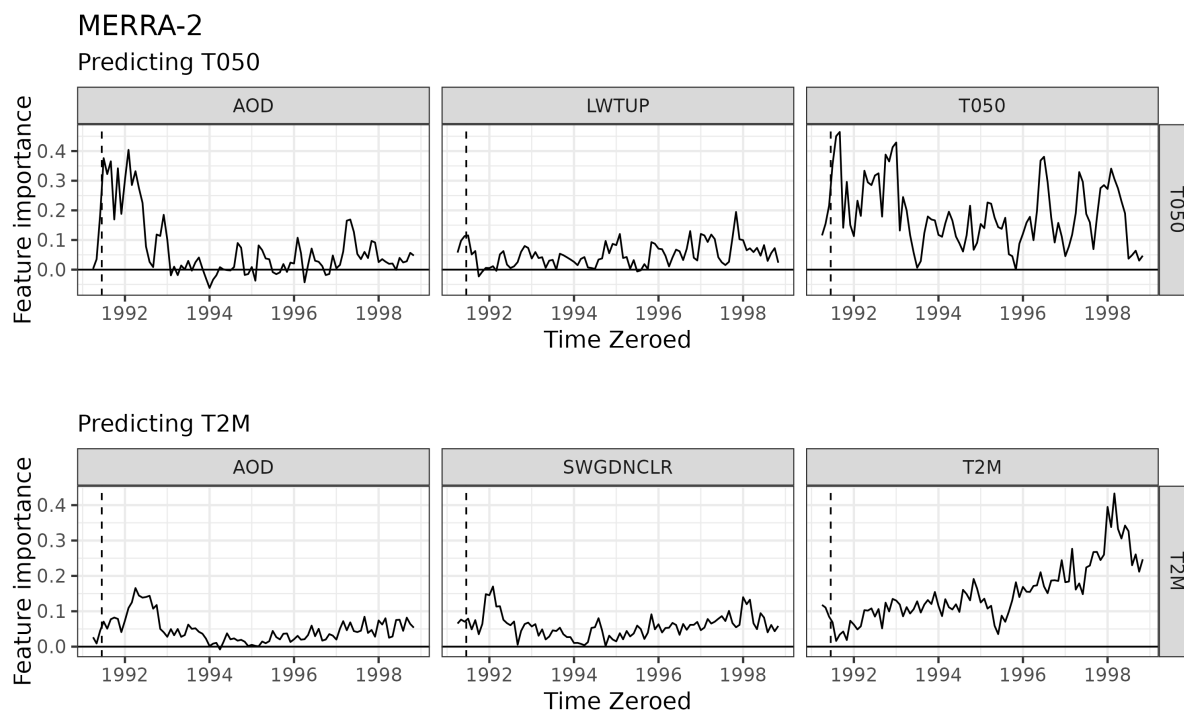 MERRA-2
Predicting T050
AOD LWTUP T050
Feature importance
0.4
0.3
0.2
0.1
0.0
T050
1992 1994 1996 1998 1992 1994 1996 1998 1992 1994 1996 1998
Time Zeroed
Predicting T2M
AOD SWGDNCLR T2M
Feature importance
0.4
0.3
0.2
0.1
0.0
T2M
1992 1994 1996 1998 1992 1994 1996 1998 1992 1994 1996 1998
Time Zeroed